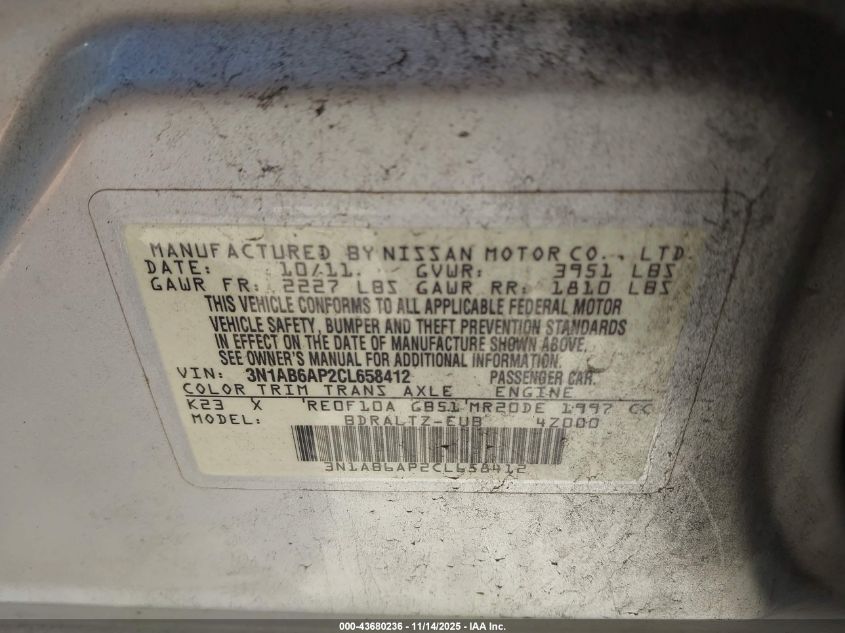 MANUFACTURED BY NISSAN MOTOR CO., LTD.
DATE: 10/11. GVWR: 3951 LBS
GAWR FR: 2227 LBS GAWR RR: 1810 LBS
THIS VEHICLE CONFORMS TO ALL APPLICABLE FEDERAL MOTOR
VEHICLE SAFETY, BUMPER AND THEFT PREVENTION STANDARDS
IN EFFECT ON THE DATE OF MANUFACTURE SHOWN ABOVE.
SEE OWNER'S MANUAL FOR ADDITIONAL INFORMATION.
VIN: 3N1AB6AP2CL658412 PASSENGER CAR.
COLOR TRIM TRANS AXLE ENGINE
K23 X RE0F10A GB51 MR20DE 1997 CC
MODEL: BDRALTZ-EUB 4Z000
3N1AB6AP2CL658412
000-43680236 - 11/14/2025 - IAA Inc.